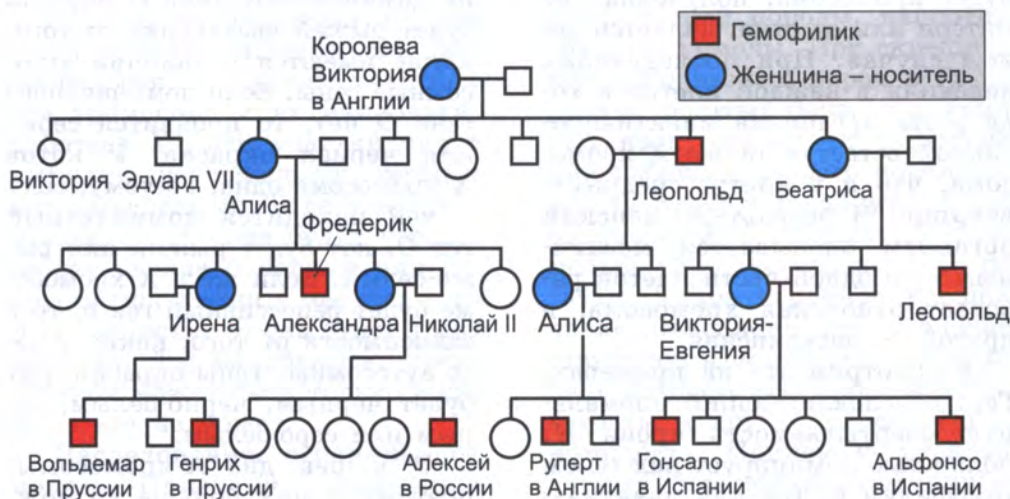 Гемофилик
Женщина – носитель
Королева
Виктория
в Англии
Виктория
Эдуард VII
Алиса
Фредерик
Леопольд
Беатриса
Ирена
Александра
Николай II
Алиса
Виктория-
Евгения
Леопольд
Вольдемар
в Пруссии
Генрих
в Пруссии
Алексей
в России
Руперт
в Англии
Гонсало
в Испании
Альфонсо
в Испании